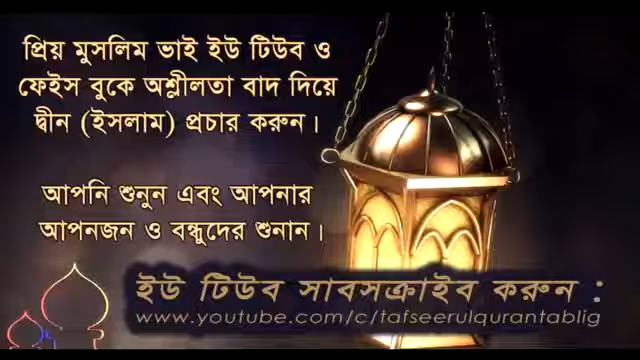 প্রিয় মুসলিম ভাই ইউ টিউব ও
ফেইস বুকে অশ্লীলতা বাদ দিয়ে
দ্বীন (ইসলাম) প্রচার করুন।
আপনি শুনুন এবং আপনার
আপনজন ও বন্ধুদের শুনান।
ইউ টিউব সাবসক্রাইব করুন :
www.youtube.com/c/tafseerulqurantablig